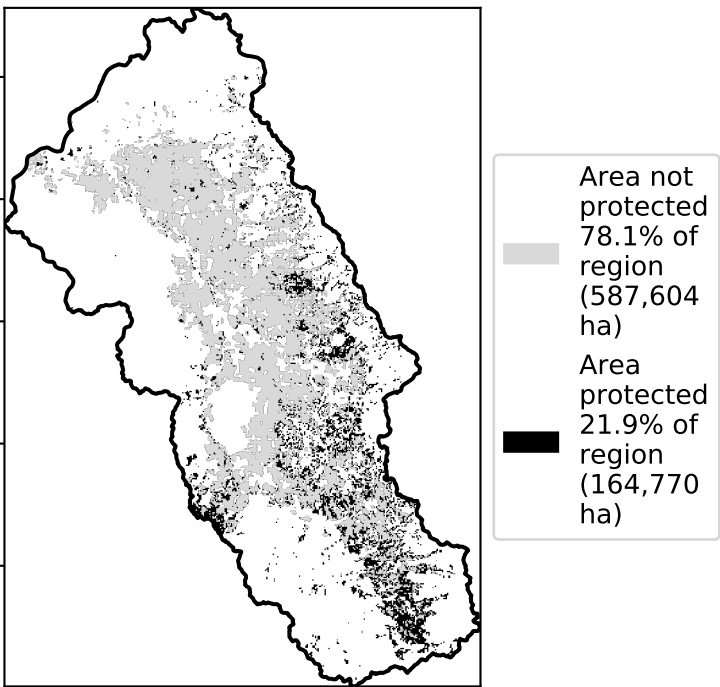 Area not
protected
78.1% of
region
(587,604
ha)
Area
protected
21.9% of
region
(164,770
ha)